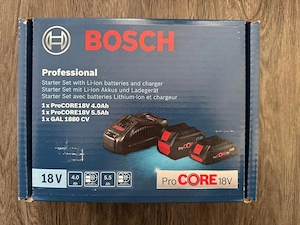 BOSCH
Professional
Starter Set with Li-Ion batteries and charger
Starter Set mit Li-Ion Akkus und Ladegerät
Starter Set avec batteries Lithium-Ion et chargeur
1x ProCORE18V 4.0Ah
1x ProCORE18V 5.5Ah
1x GAL 1880 CV
18 V
4.0 Ah
5.5 Ah
ProCORE18V